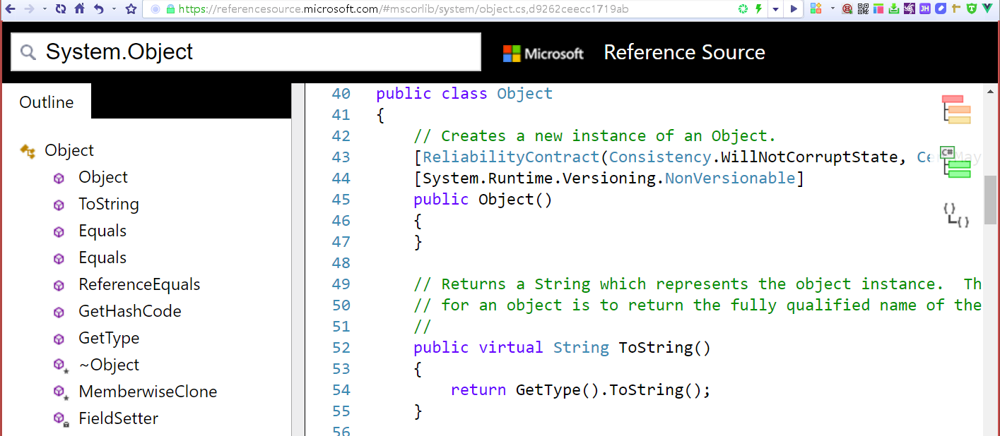 https://referencesource.microsoft.com/#mscorlib/system/object.cs,d9262ceecc1719ab
JH
System.Object
Microsoft
Reference Source
Outline
Object
Object
ToString
Equals
Equals
ReferenceEquals
GetHashCode
GetType
~Object
MemberwiseClone
FieldSetter
40 public class Object
41 {
42 // Creates a new instance of an Object.
43 [ReliabilityContract(Consistency.WillNotCorruptState, Cer.May
44 [System.Runtime.Versioning.NonVersionable]
45 public Object()
46 {
47 }
48
49 // Returns a String which represents the object instance.  Th
50 // for an object is to return the fully qualified name of the
51 //
52 public virtual String ToString()
53 {
54 return GetType().ToString();
55 }
56
C#
{}
{}